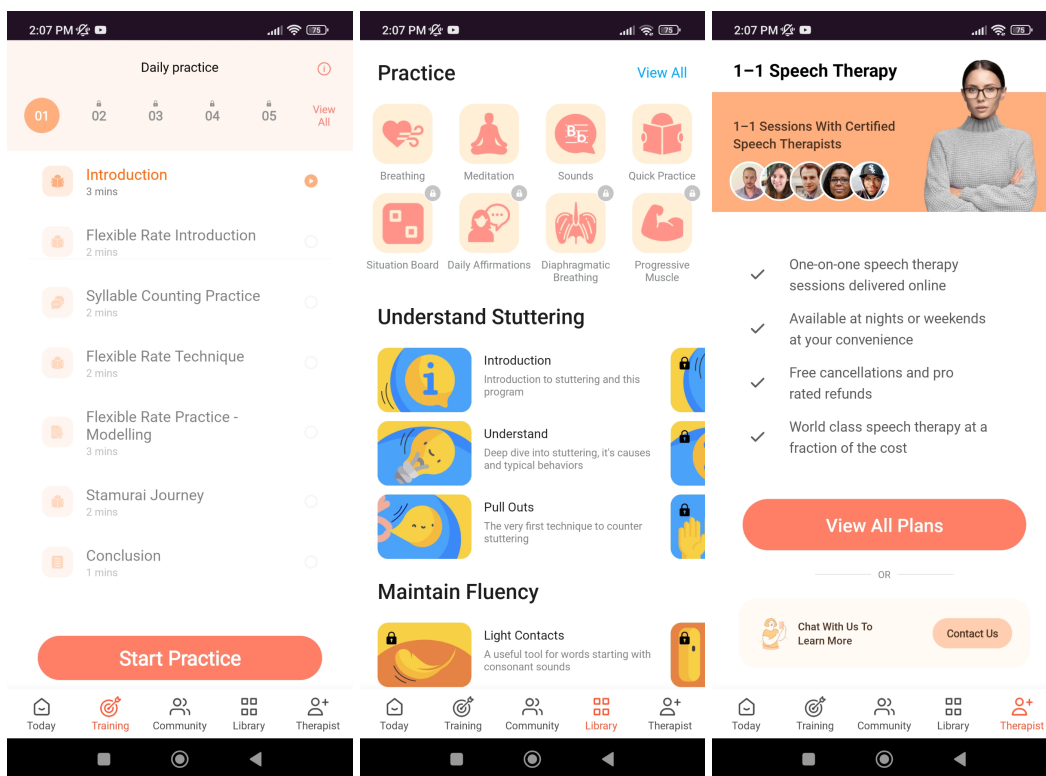 2:07 PM
75
Daily practice
01 02 03 04 05 View All
Introduction
3 mins
Flexible Rate Introduction
2 mins
Syllable Counting Practice
2 mins
Flexible Rate Technique
2 mins
Flexible Rate Practice -
Modelling
3 mins
Stamurai Journey
2 mins
Conclusion
1 mins
Start Practice
Today Training Community Library Therapist
2:07 PM
75
Practice View All
Breathing Meditation Sounds Quick Practice
Situation Board Daily Affirmations Diaphragmatic Breathing Progressive Muscle
Understand Stuttering
Introduction
Introduction to stuttering and this
program
Understand
Deep dive into stuttering, it's causes
and typical behaviors
Pull Outs
The very first technique to counter
stuttering
Maintain Fluency
Light Contacts
A useful tool for words starting with
consonant sounds
Today Training Community Library Therapist
2:07 PM
75
1–1 Speech Therapy
1–1 Sessions With Certified
Speech Therapists
One-on-one speech therapy
sessions delivered online
Available at nights or weekends
at your convenience
Free cancellations and pro
rated refunds
World class speech therapy at a
fraction of the cost
View All Plans
OR
Chat With Us To
Learn More
Contact Us
Today Training Community Library Therapist